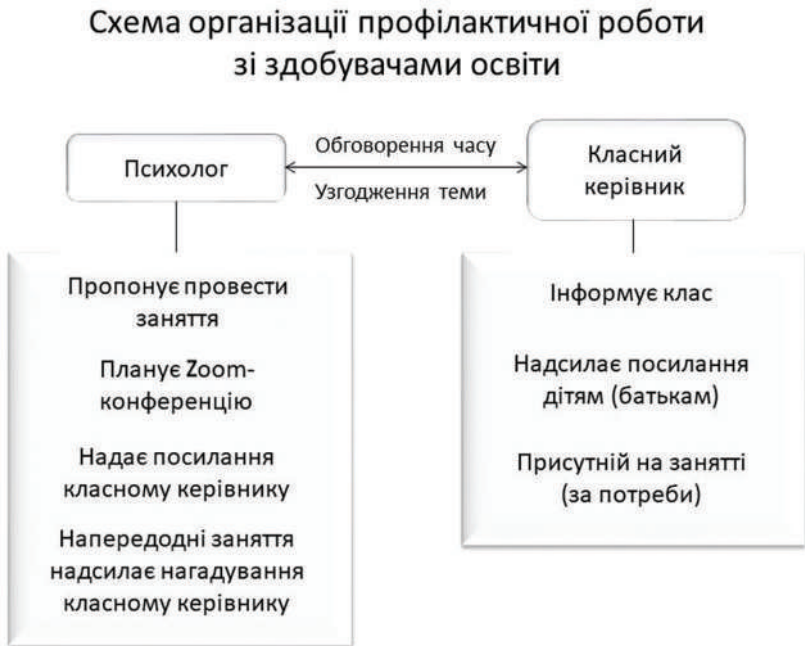 Схема організації профілактичної роботи
зі здобувачами освіти
Психолог
Обговорення часу
Узгодження теми
Класний
керівник
Пропонує провести
заняття
Планує Zoom-
конференцію
Надає посилання
класному керівнику
Напередодні заняття
надсилає нагадування
класному керівнику
Інформує клас
Надсилає посилання
дітям (батькам)
Присутній на занятті
(за потреби)